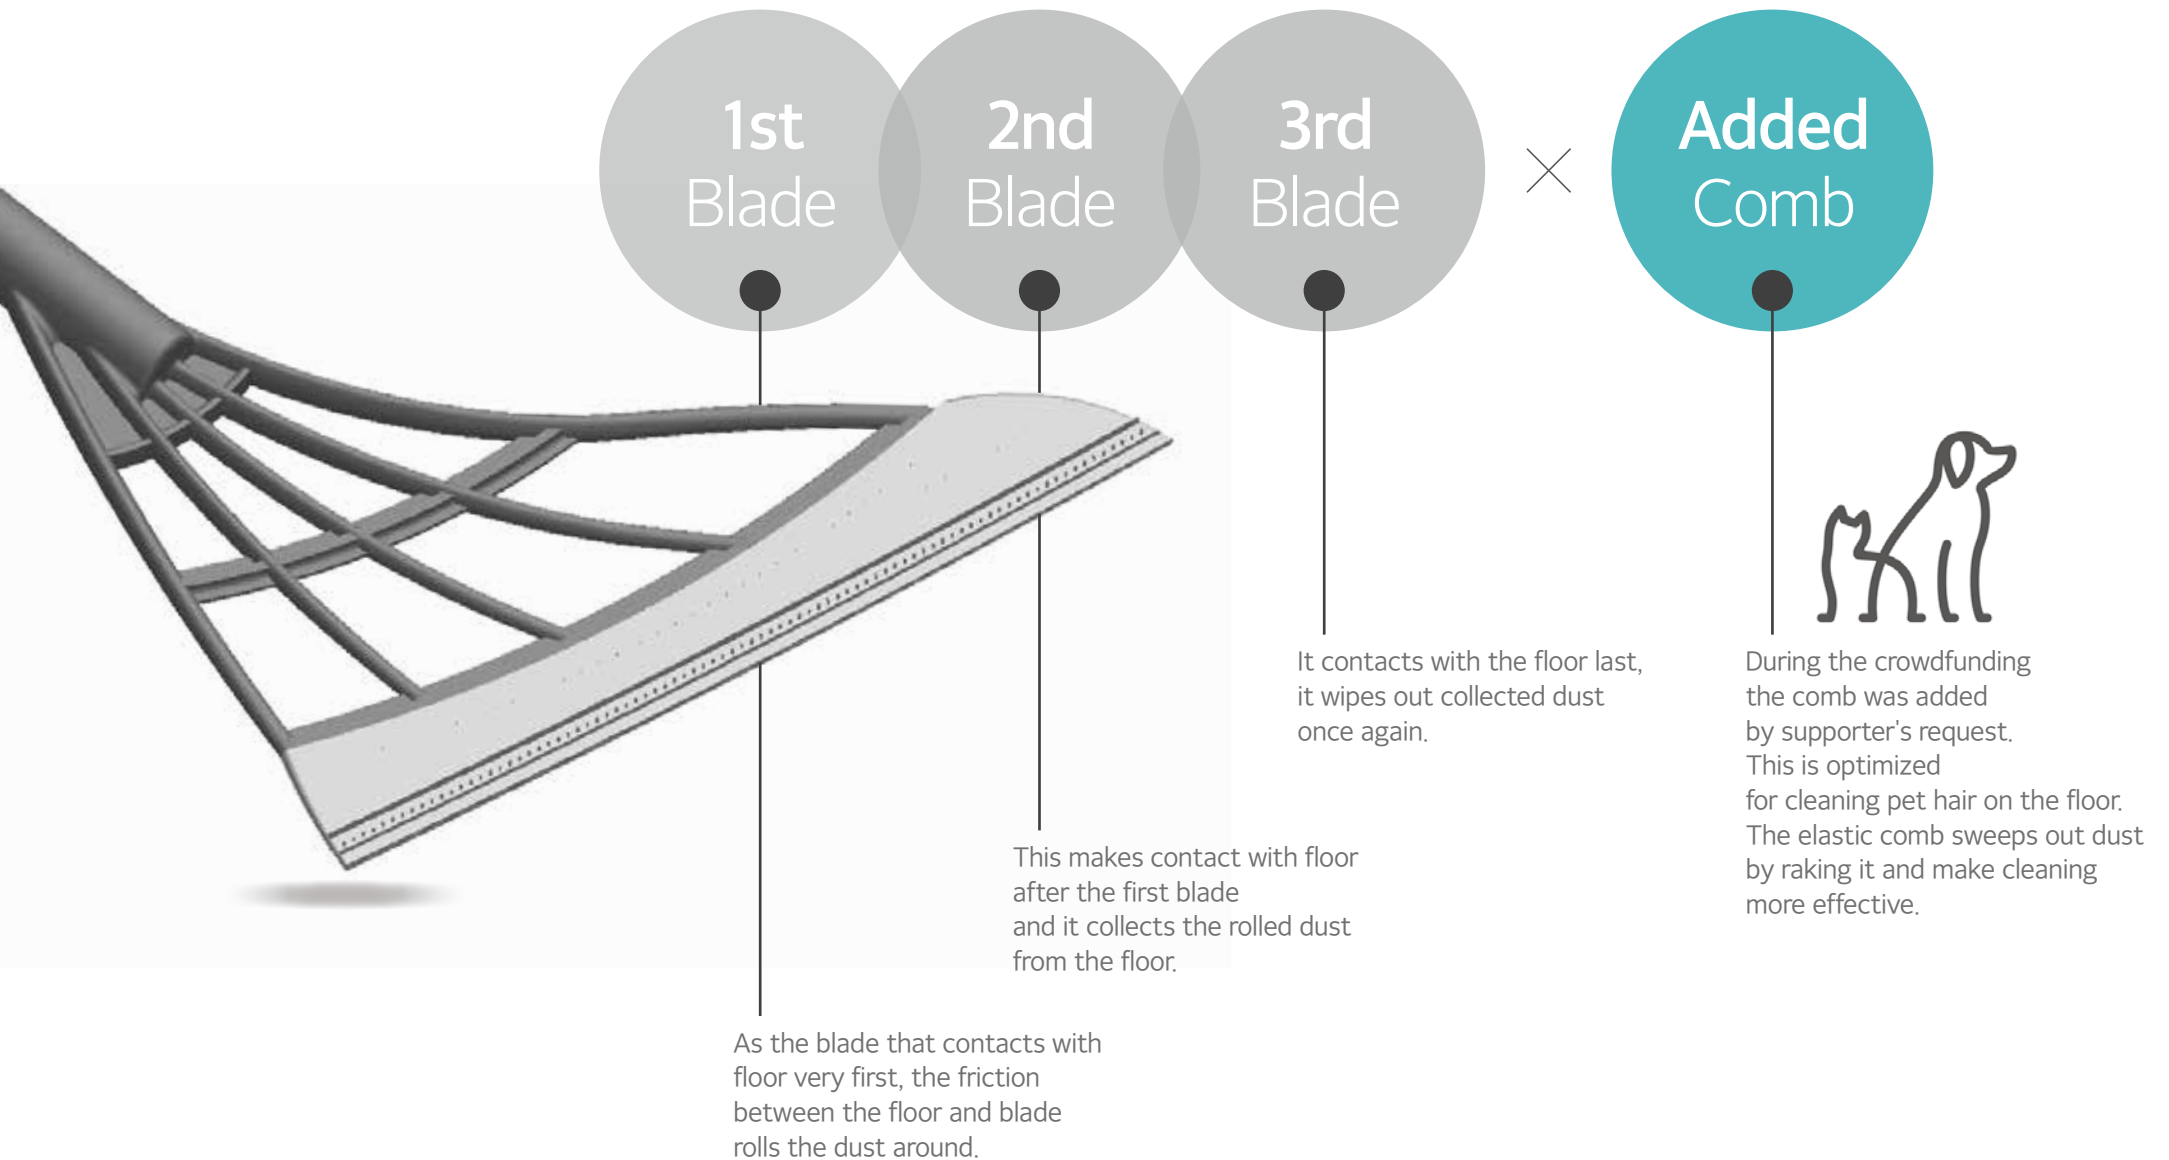 1st
Blade
2nd
Blade
3rd
Blade
Added
Comb
It contacts with the floor last,
it wipes out collected dust
once again.
During the crowdfunding
the comb was added
by supporter's request.
This is optimized
for cleaning pet hair on the floor.
The elastic comb sweeps out dust
by raking it and make cleaning
more effective.
This makes contact with floor
after the first blade
and it collects the rolled dust
from the floor.
As the blade that contacts with
floor very first, the friction
between the floor and blade
rolls the dust around.